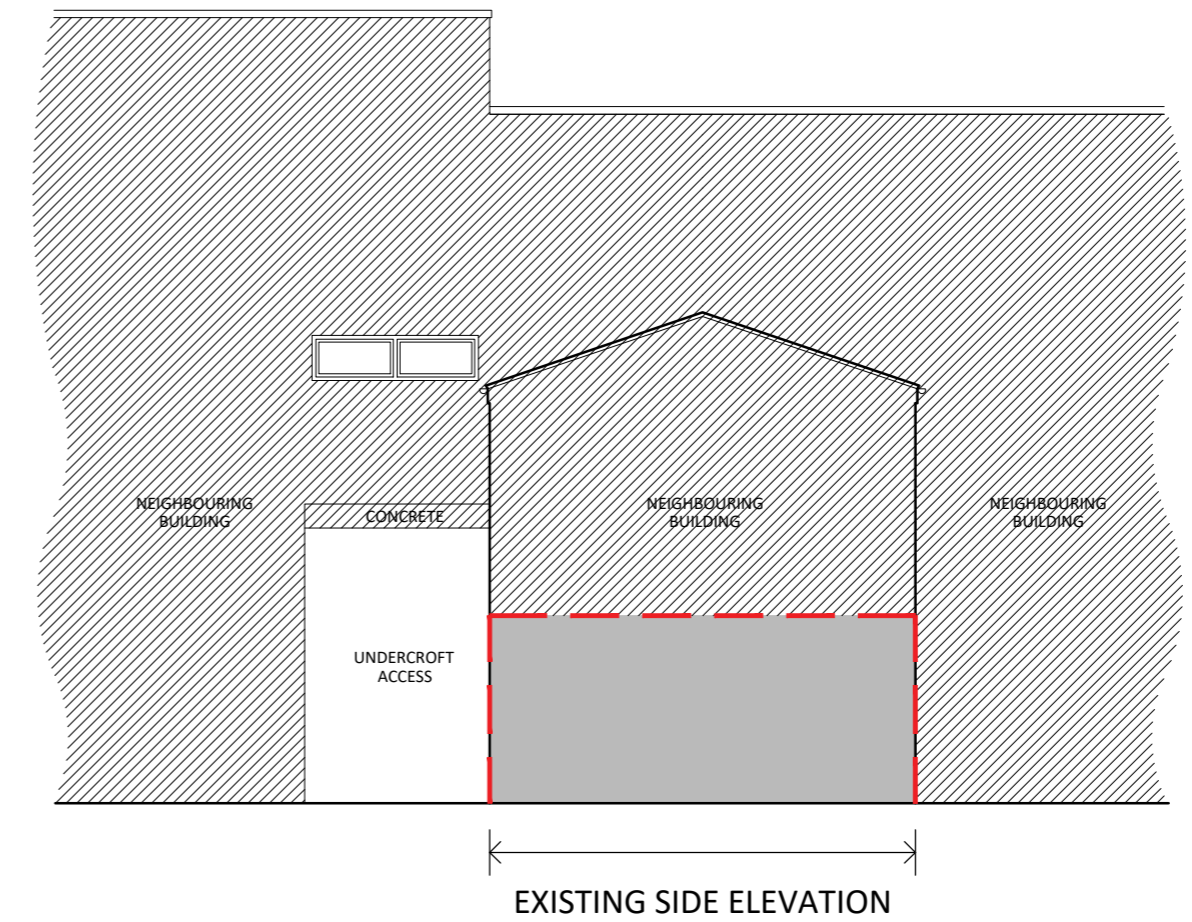 NEIGHBOURING
BUILDING
CONCRETE
NEIGHBOURING
BUILDING
NEIGHBOURING
BUILDING
UNDERCROFT
ACCESS
EXISTING SIDE ELEVATION